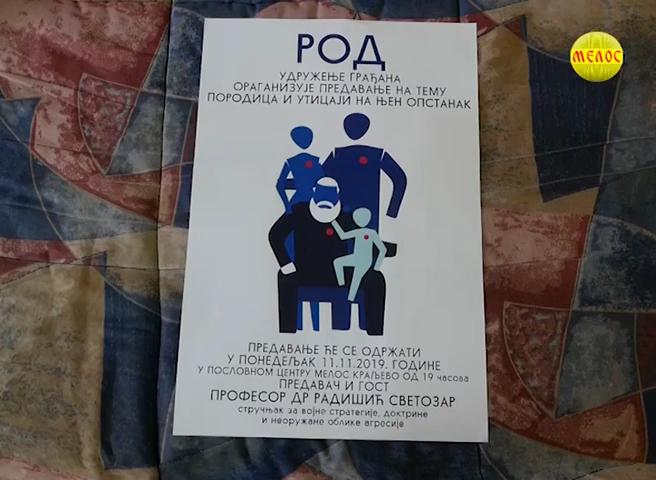 РОД
УДРУЖЕЊЕ ГРАЂАНА
ОРАГАНИЗУЈЕ ПРЕДАВАЊЕ НА ТЕМУ
ПОРОДИЦА И УТИЦАЈИ НА ЊЕН ОПСТАНАК
ПРЕДАВАЊЕ ЋЕ СЕ ОДРЖАТИ
У ПОНЕДЕЉАК 11.11.2019. ГОДИНЕ
У ПОСЛОВНОМ ЦЕНТРУ МЕЛОС КРАЉЕВО ОД 19 часова
ПРЕДАВАЧ И ГОСТ
ПРОФЕСОР ДР РАДИШИЋ СВЕТОЗАР
стручњак за војне стратегије, доктрине
и неоружане облике агресије
МЕЛОС